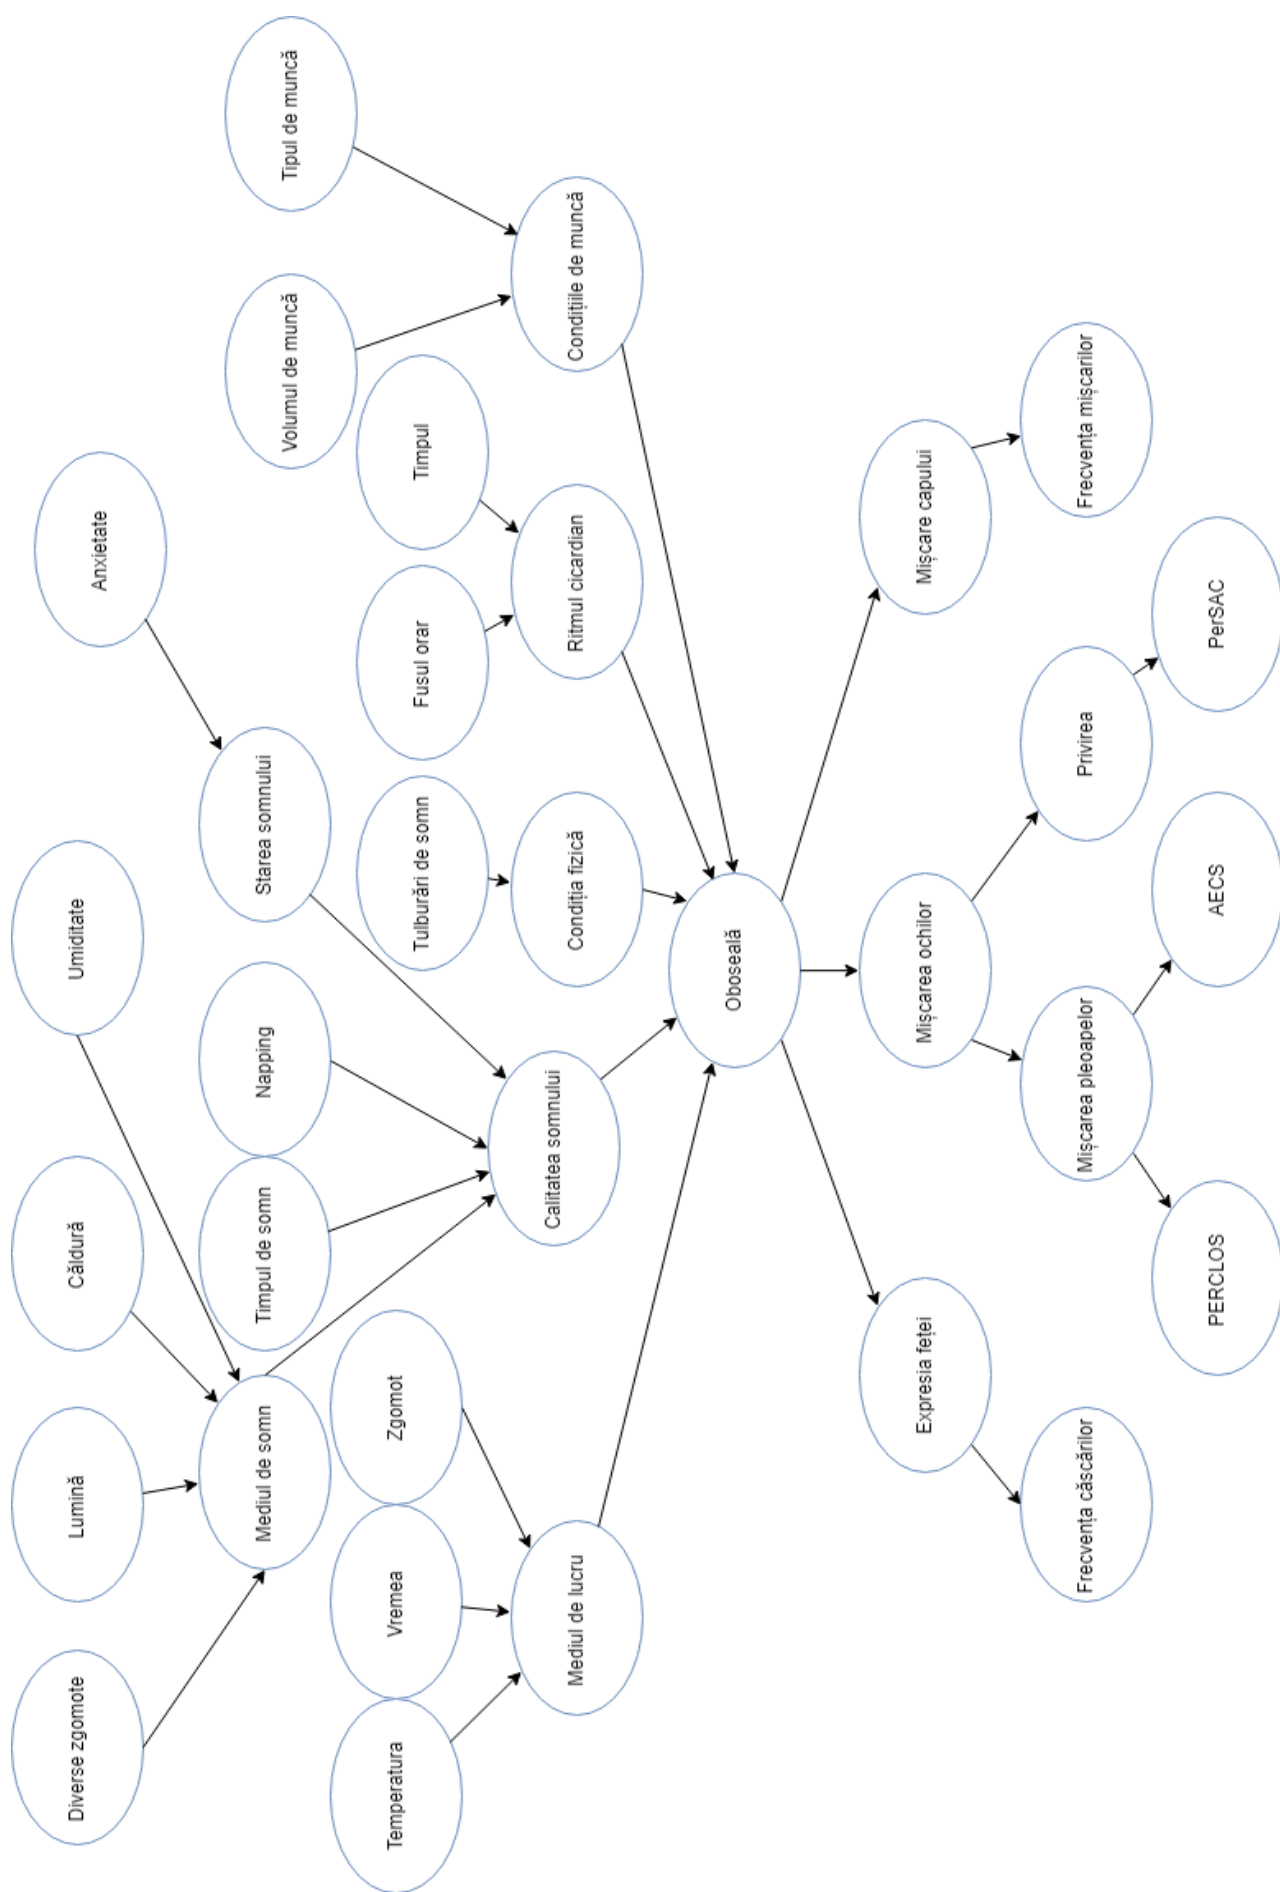 Diverse zgomote
Lumină
Căldură
Umiditate
Anxietate
Mediul de somn
Timpul de somn
Napping
Starea somnului
Volumul de muncă
Tipul de muncă
Temperatura
Vremea
Zgomot
Tulburări de somn
Fusul orar
Timpul
Mediul de lucru
Calitatea somnului
Condiția fizică
Ritmul cicardian
Condițiile de muncă
Oboseală
Expresia feței
Mișcarea ochilor
Mișcare capului
Frecvența căscărilor
Mișcarea pleoapelor
Privirea
Frecvența mișcarilor
PERCLOS
AECS
PerSAC